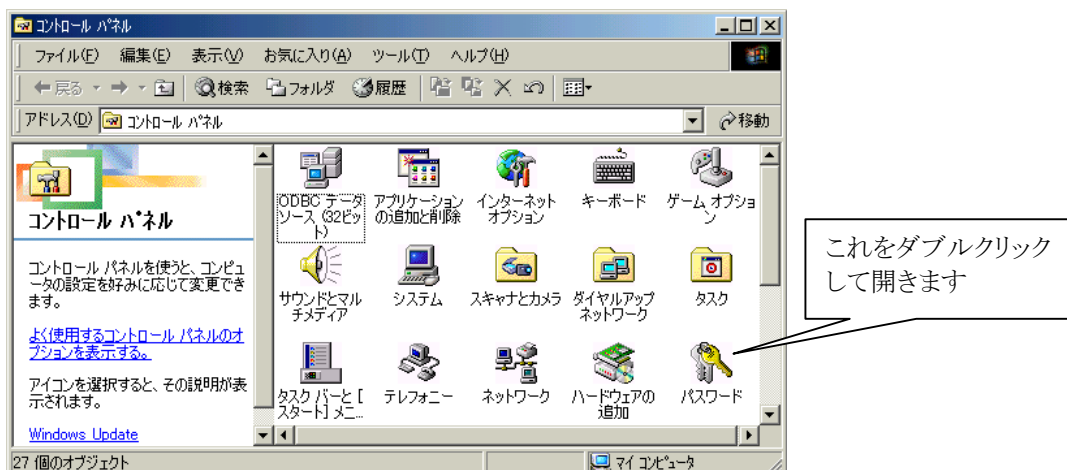 コントロール パネル
ファイル(F) 編集(E) 表示(V) お気に入り(A) ツール(T) ヘルプ(H)
戻る 検索 フォルダ 履歴
アドレス(D) コントロール パネル 移動
コントロール パネル
コントロール パネルを使うと、コンピュ
ータの設定を好みに応じて変更でき
ます。
よく使用するコントロール パネルのオ
プションを表示する。
アイコンを選択すると、その説明が表
示されます。
Windows Update
ODBC データ
ソース (32ビッ
ト)
アプリケーション
の追加と削除
インターネット
オプション
キーボード
ゲーム オプショ
ン
サウンドとマル
チメディア
システム
スキャナとカメラ
ダイヤルアップ
ネットワーク
タスク
タスク バーと [
スタート] メニ...
テレフォニー
ネットワーク
ハードウェアの
追加
パスワード
これをダブルクリック
して開きます
27 個のオブジェクト
マイ コンピュータ